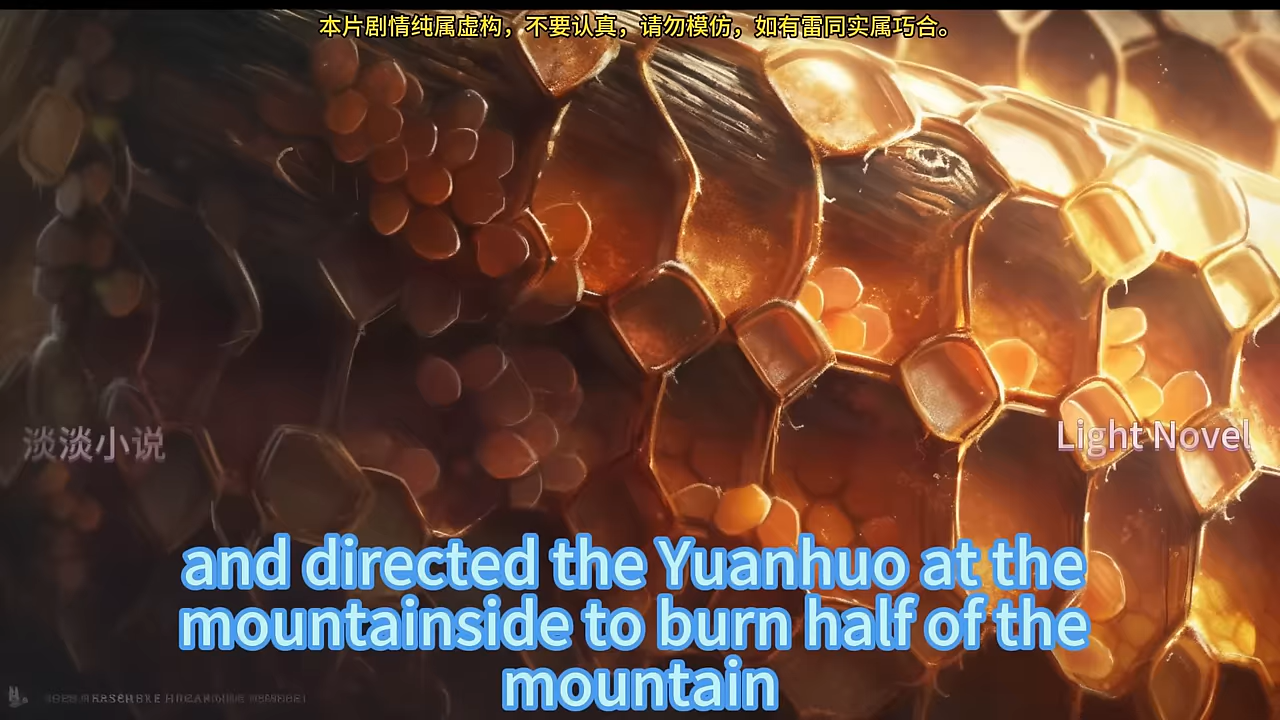 本片剧情纯属虚构，不要认真，请勿模仿，如有雷同实属巧合。
淡淡小说
Light Novel
and directed the Yuanhuo at the
mountainside to burn half of the
mountain